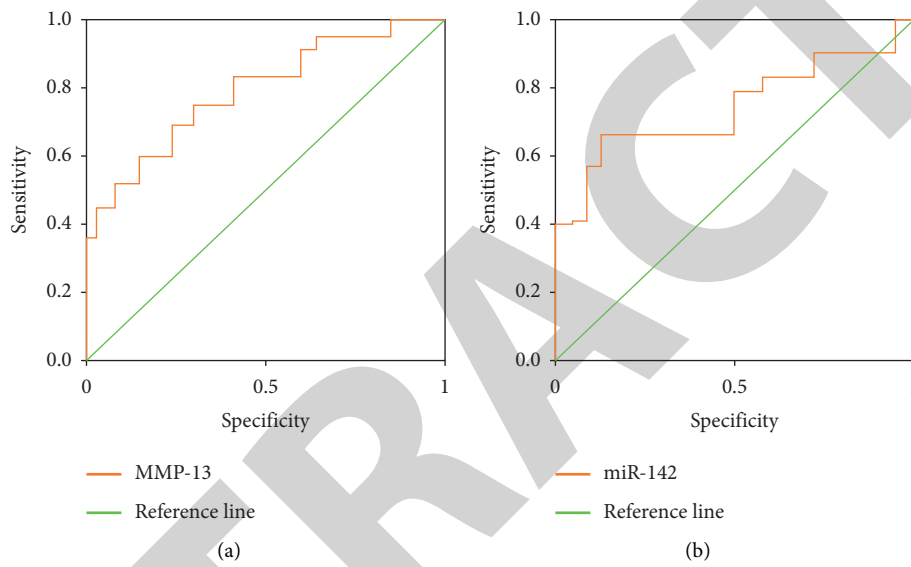 1.0
0.8
0.6
0.4
0.2
0.0
Sensitivity
0 0.5 1
Specificity
MMP-13
Reference line
(a)
1.0
0.8
0.6
0.4
0.2
0.0
Sensitivity
0 0.5
Specificity
miR-142
Reference line
(b)
TRACT